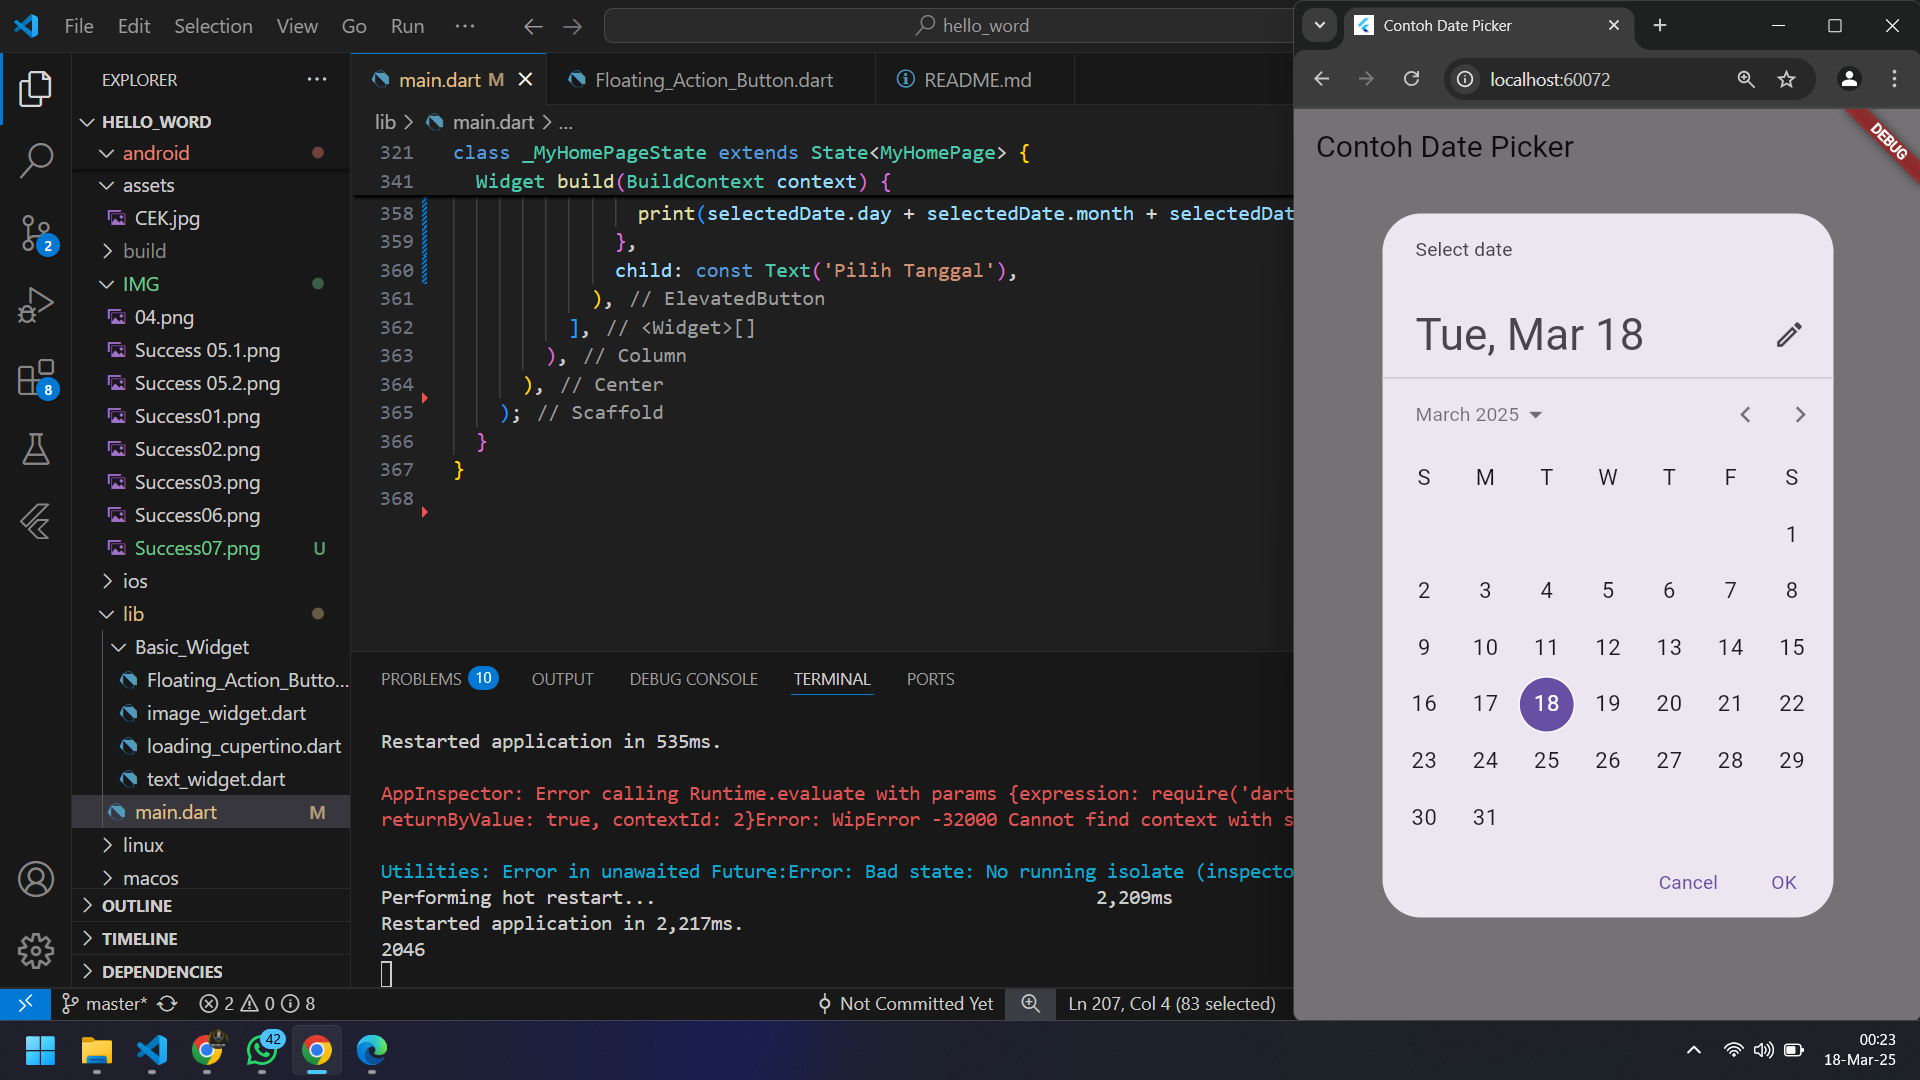 File Edit Selection View Go Run ···
hello_word
EXPLORER ···
HELLO_WORD
android
assets
CEK.jpg
build
IMG
04.png
Success 05.1.png
Success 05.2.png
Success01.png
Success02.png
Success03.png
Success06.png
Success07.png U
ios
lib
Basic_Widget
Floating_Action_Butto...
image_widget.dart
loading_cupertino.dart
text_widget.dart
main.dart M
linux
macos
OUTLINE
TIMELINE
DEPENDENCIES
2
8
main.dart M
Floating_Action_Button.dart
README.md
lib > main.dart > ...
321 class _MyHomePageState extends State<MyHomePage> {
341 Widget build(BuildContext context) {
358 print(selectedDate.day + selectedDate.month + selectedDat
359 },
360 child: const Text('Pilih Tanggal'),
361 ), // ElevatedButton
362 ], // <Widget>[]
363 ), // Column
364 ), // Center
365 ); // Scaffold
366 }
367 }
368
PROBLEMS 10 OUTPUT DEBUG CONSOLE TERMINAL PORTS
Restarted application in 535ms.
AppInspector: Error calling Runtime.evaluate with params {expression: require('dart
returnByValue: true, contextId: 2}Error: WipError -32000 Cannot find context with s
Utilities: Error in unawaited Future:Error: Bad state: No running isolate (inspecto
Performing hot restart... 2,209ms
Restarted application in 2,217ms.
2046
master* 2 0 8
Not Committed Yet
Ln 207, Col 4 (83 selected)
Contoh Date Picker
localhost:60072
Contoh Date Picker
DEBUG
Select date
Tue, Mar 18
March 2025
S M T W T F S
1
2 3 4 5 6 7 8
9 10 11 12 13 14 15
16 17 18 19 20 21 22
23 24 25 26 27 28 29
30 31
Cancel OK
42
00:23
18-Mar-25